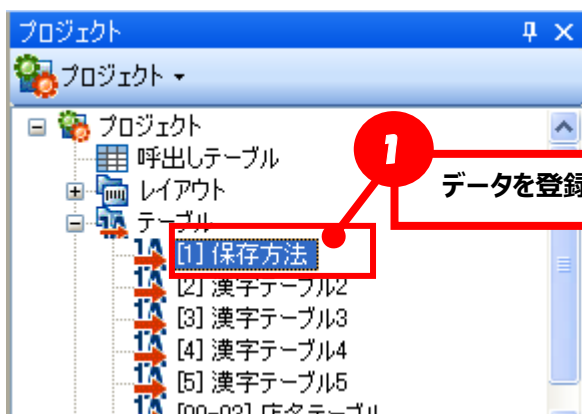 プロジェクト
プロジェクト
プロジェクト
呼出しテーブル
レイアウト
テーブル
1
データを登録
[1] 保存方法
[2] 漢字テーブル2
[3] 漢字テーブル3
[4] 漢字テーブル4
[5] 漢字テーブル5